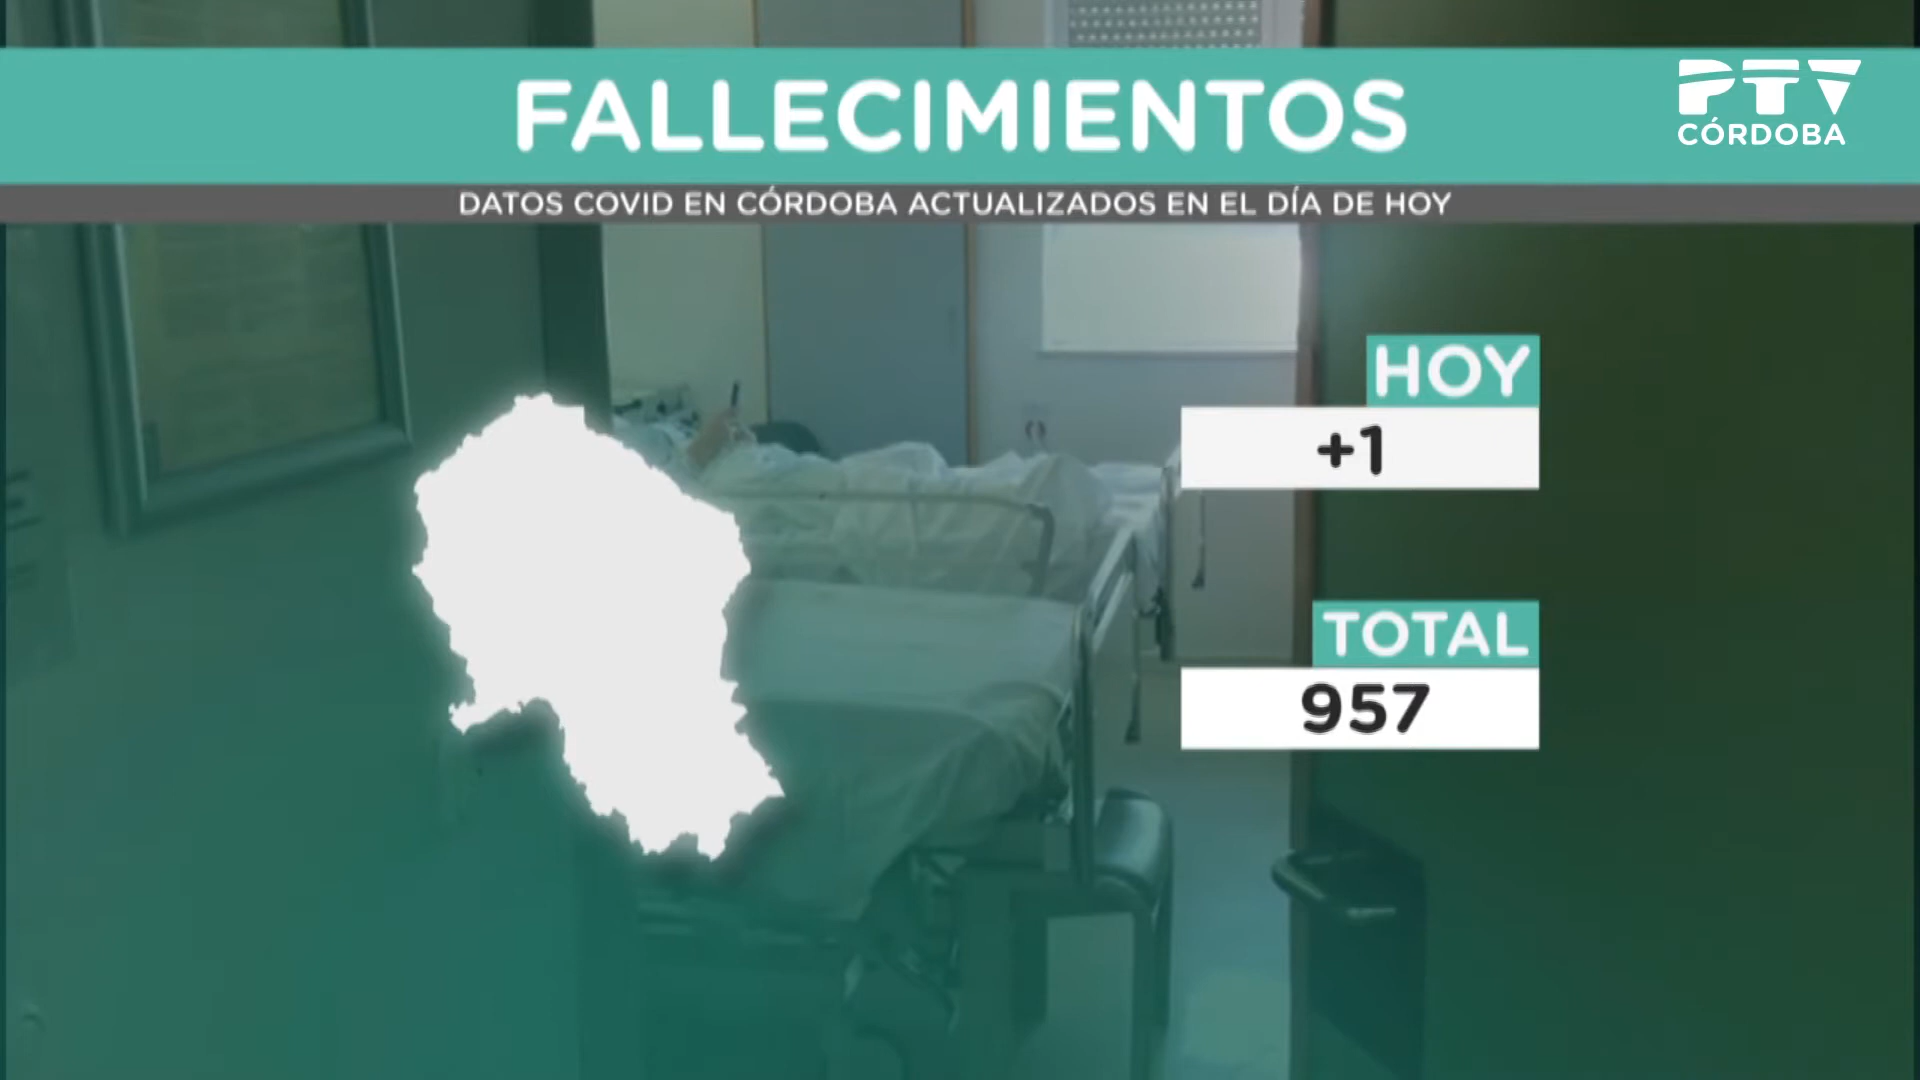 FALLECIMIENTOS
PTV
CÓRDOBA
DATOS COVID EN CÓRDOBA ACTUALIZADOS EN EL DÍA DE HOY
HOY
+1
TOTAL
957